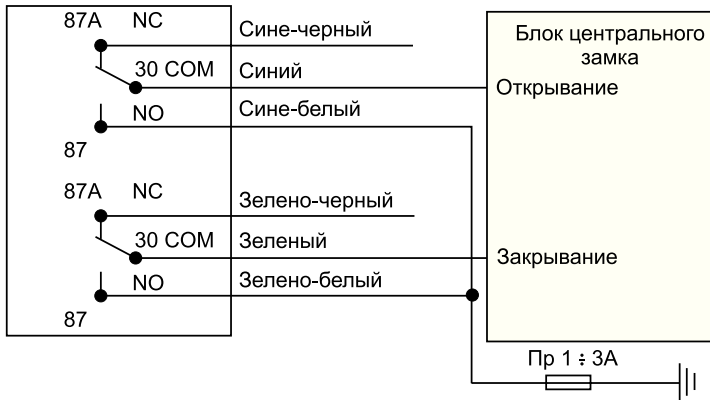 87A NC
Сине-черный
30 COM
Синий
NO
Сине-белый
87
87A NC
Зелено-черный
30 COM
Зеленый
NO
Зелено-белый
87
Блок центрального
замка
Открывание
Закрывание
Пр 1 ÷ 3А